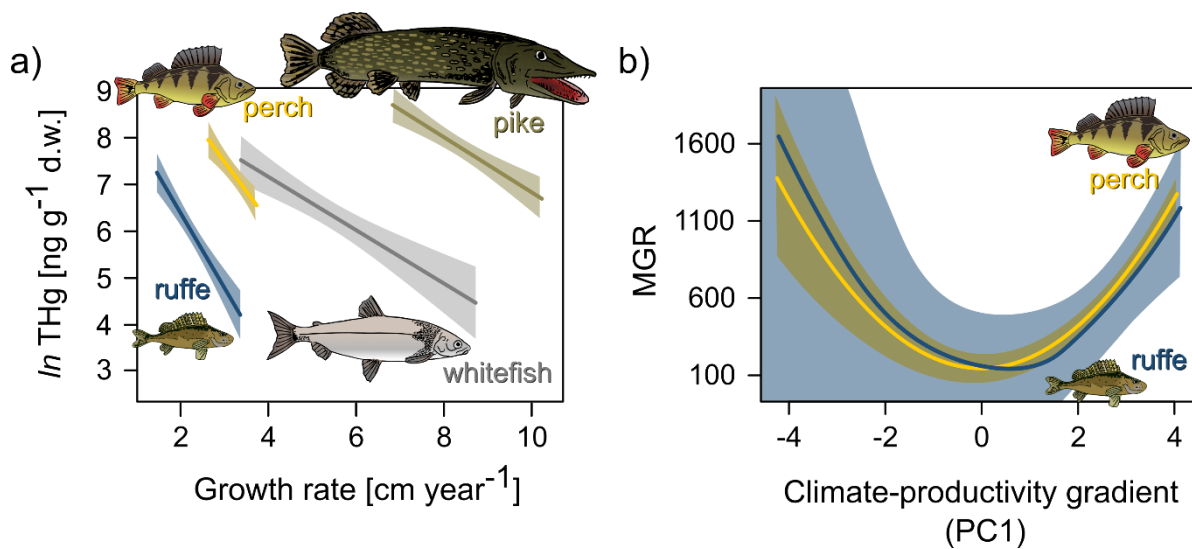 a)
perch
pike
ruffe
whitefish
9
8
7
6
5
4
3
ln THg [ng g⁻¹ d.w.]
2
4
6
8
10
Growth rate [cm year⁻¹]
b)
perch
ruffe
1600
1100
600
100
MGR
-4
-2
0
2
4
Climate-productivity gradient
(PC1)